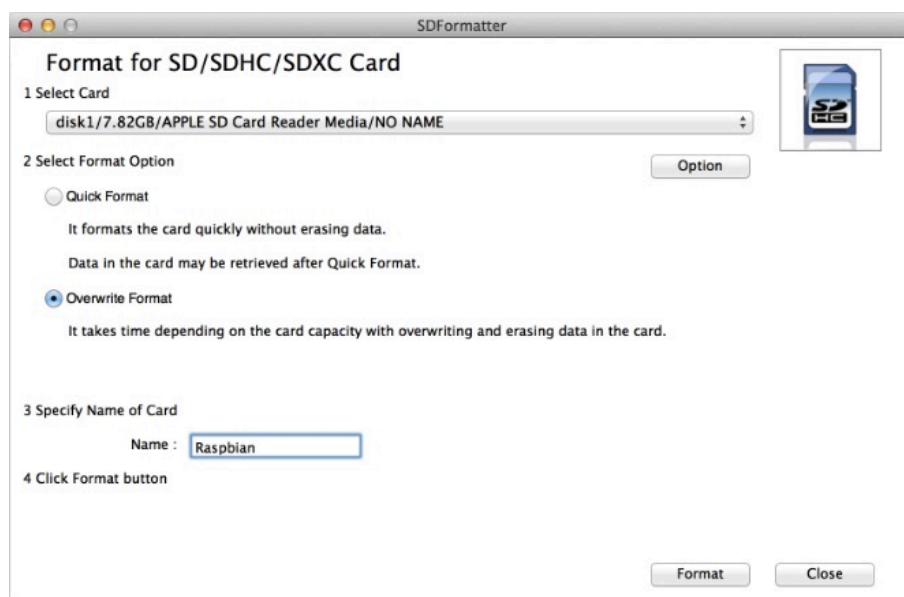 SDFormatter
Format for SD/SDHC/SDXC Card
1 Select Card
disk1/7.82GB/APPLE SD Card Reader Media/NO NAME
SD
HC
2 Select Format Option
Option
Quick Format
It formats the card quickly without erasing data.
Data in the card may be retrieved after Quick Format.
Overwrite Format
It takes time depending on the card capacity with overwriting and erasing data in the card.
3 Specify Name of Card
Name : Raspbian
4 Click Format button
Format Close